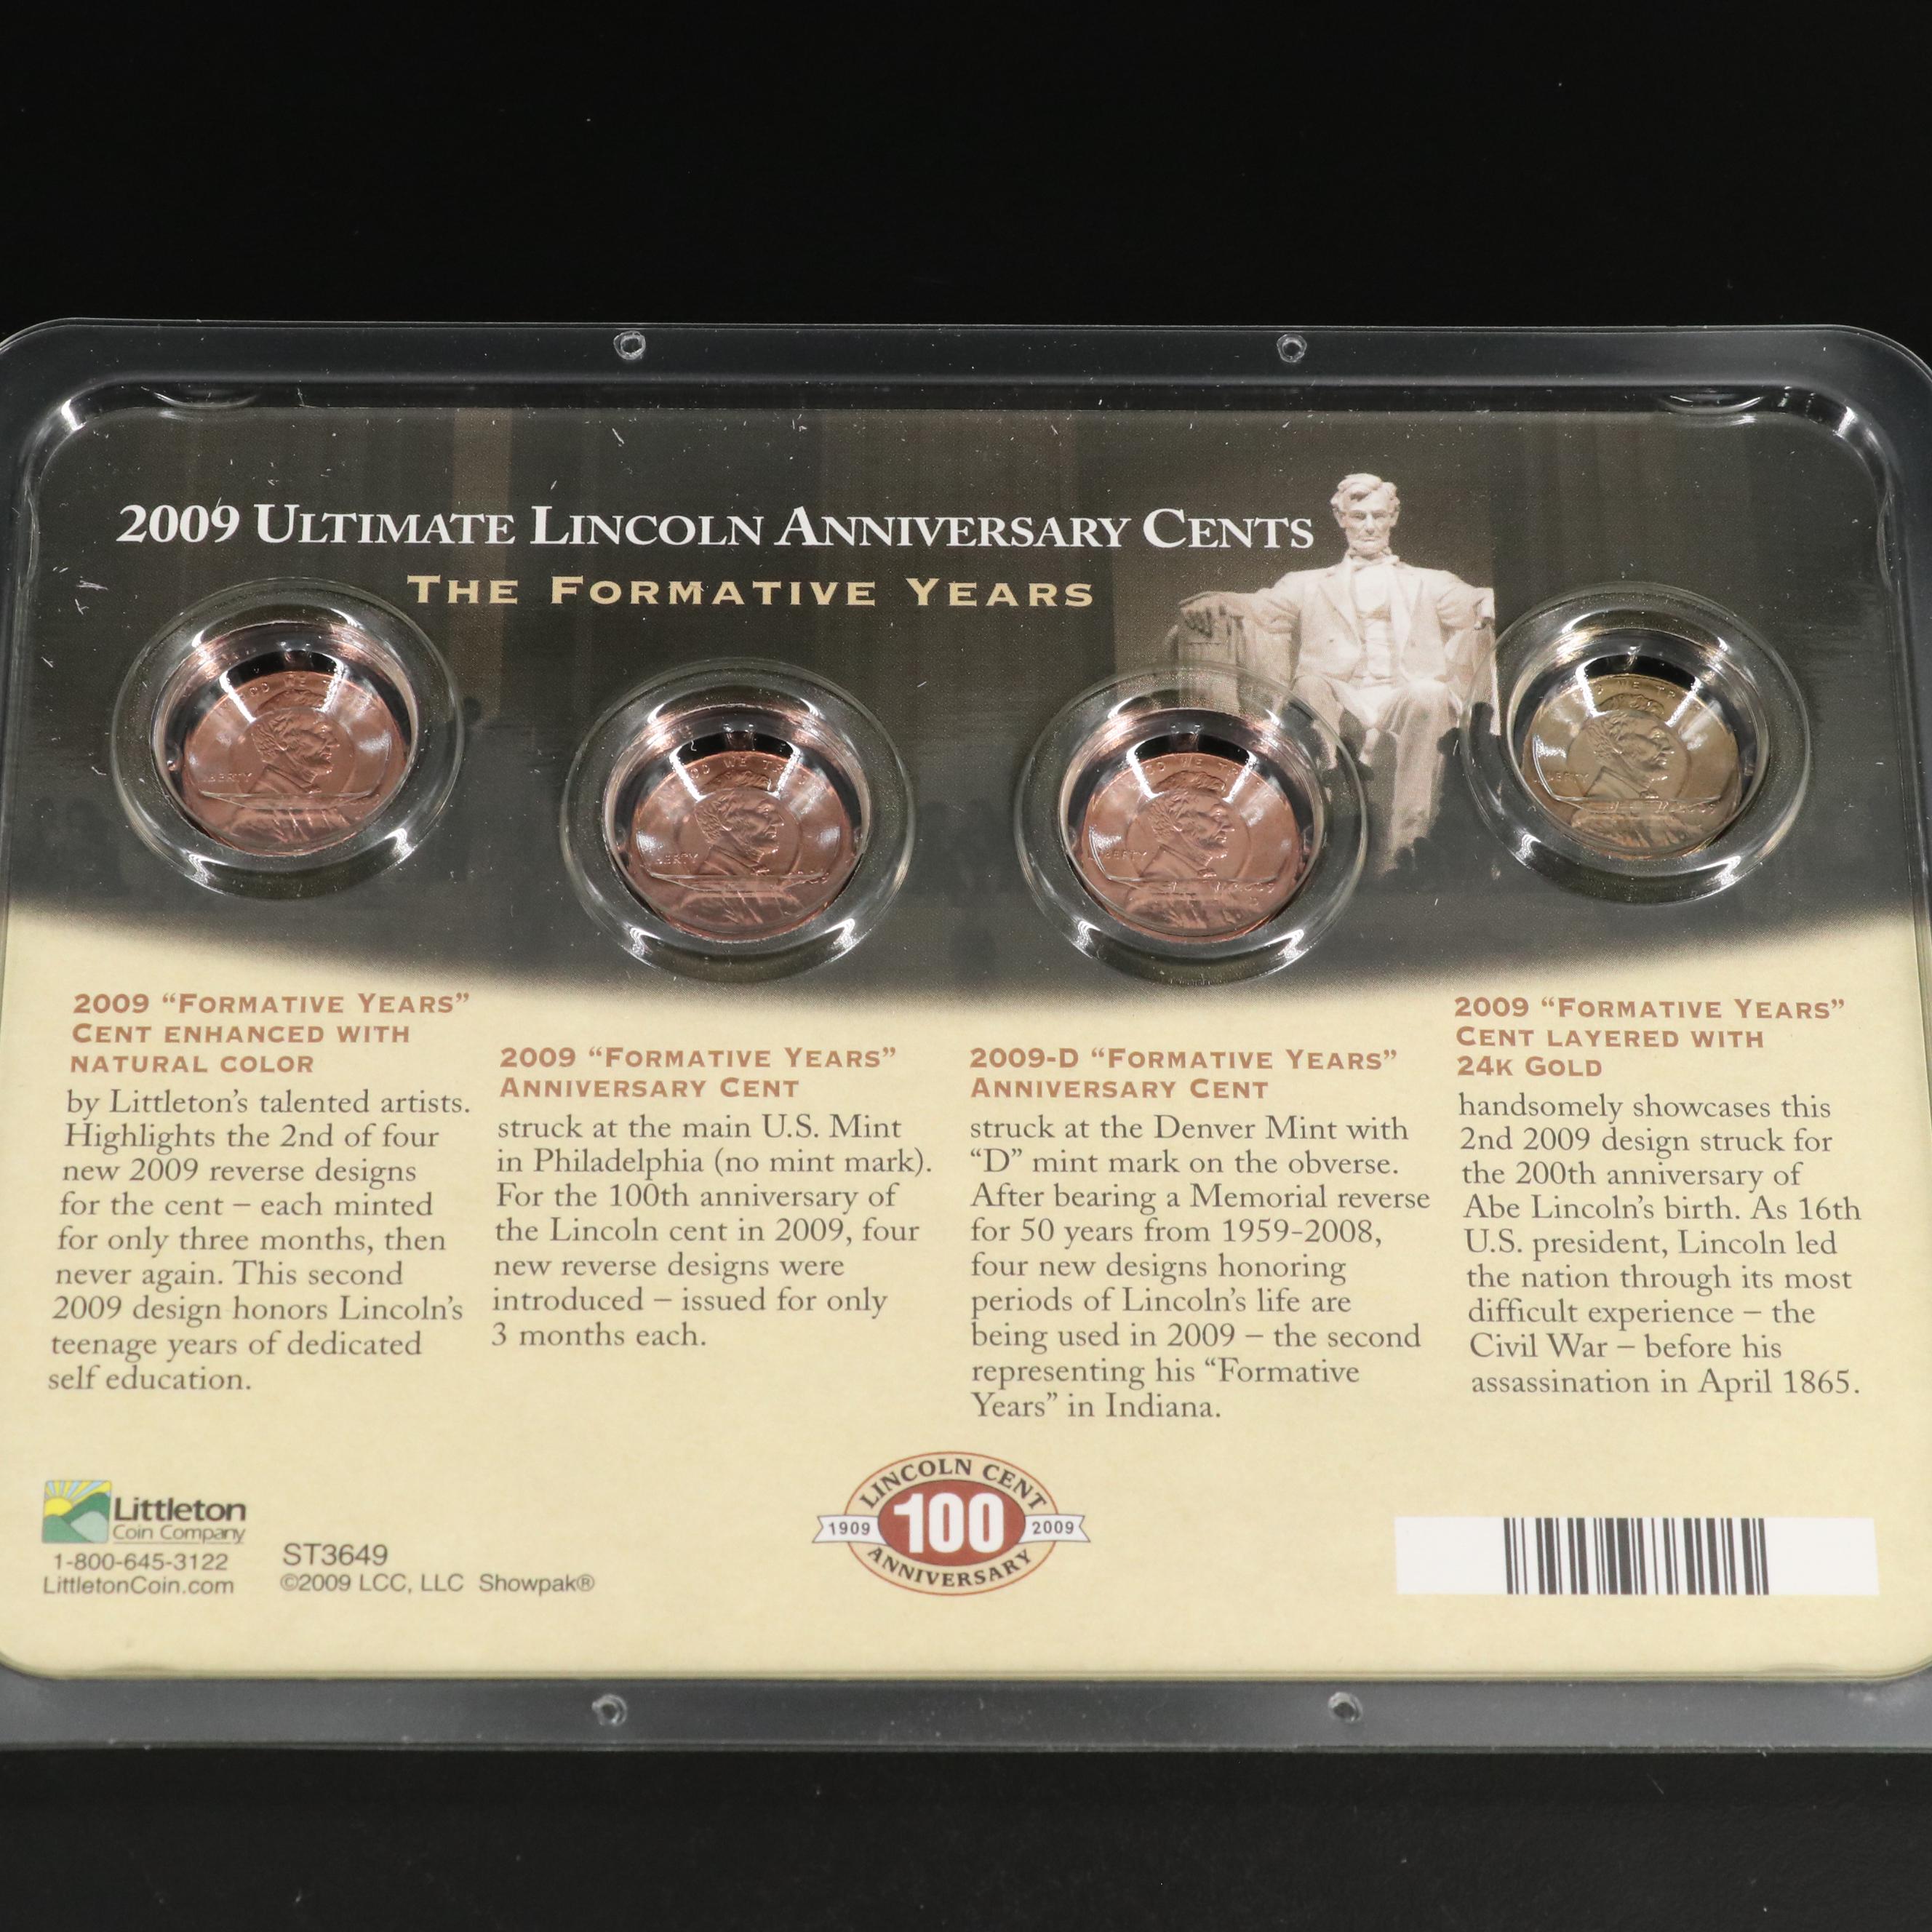 2009 ULTIMATE LINCOLN ANNIVERSARY CENTS
THE FORMATIVE YEARS
LIBERTY
LIBERTY
WE
LIBERTY
WE
LIBERTY
WE
2009 “FORMATIVE YEARS”
CENT ENHANCED WITH
NATURAL COLOR
by Littleton’s talented artists.
Highlights the 2nd of four
new 2009 reverse designs
for the cent – each minted
for only three months, then
never again. This second
2009 design honors Lincoln’s
teenage years of dedicated
self education.
2009 “FORMATIVE YEARS”
ANNIVERSARY CENT
struck at the main U.S. Mint
in Philadelphia (no mint mark).
For the 100th anniversary of
the Lincoln cent in 2009, four
new reverse designs were
introduced – issued for only
3 months each.
2009-D “FORMATIVE YEARS”
ANNIVERSARY CENT
struck at the Denver Mint with
“D” mint mark on the obverse.
After bearing a Memorial reverse
for 50 years from 1959-2008,
four new designs honoring
periods of Lincoln’s life are
being used in 2009 – the second
representing his “Formative
Years” in Indiana.
2009 “FORMATIVE YEARS”
CENT LAYERED WITH
24K GOLD
handsomely showcases this
2nd 2009 design struck for
the 200th anniversary of
Abe Lincoln’s birth. As 16th
U.S. president, Lincoln led
the nation through its most
difficult experience – the
Civil War – before his
assassination in April 1865.
Littleton
Coin Company
1-800-645-3122
LittletonCoin.com
ST3649
©2009 LCC, LLC Showpak®
LINCOLN CENT
1909 100 2009
ANNIVERSARY